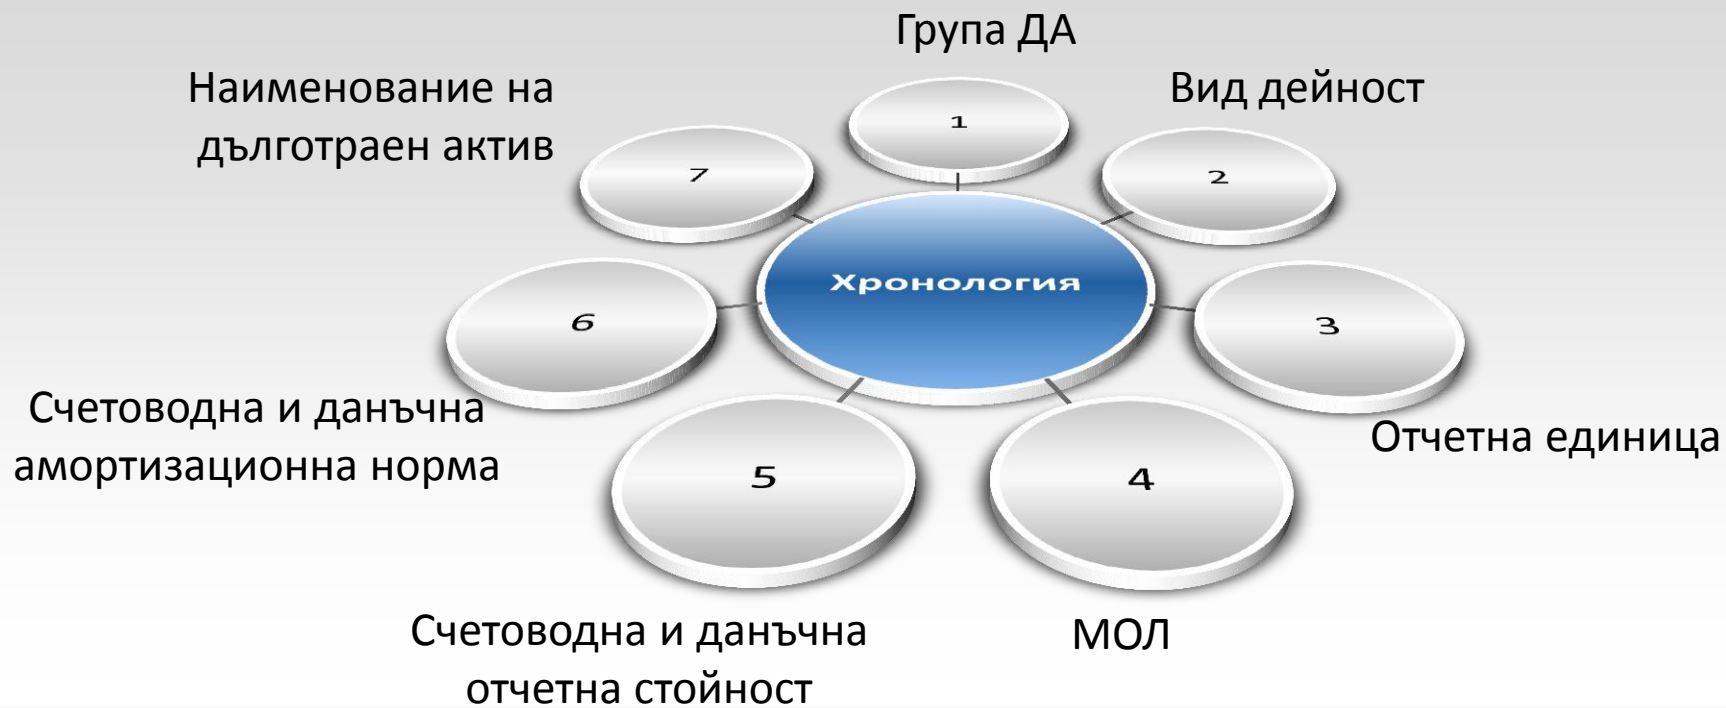 Група ДА
1
Вид дейност
2
Отчетна единица
3
МОЛ
4
Счетоводна и данъчна
отчетна стойност
5
Счетоводна и данъчна
амортизационна норма
6
Наименование на
дълготраен актив
7
Хронология